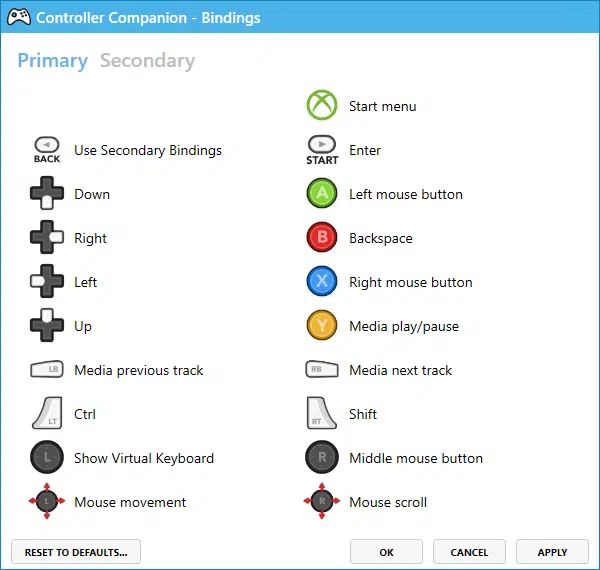 Controller Companion - Bindings
Primary Secondary
Start menu
BACK Use Secondary Bindings
START Enter
Down
A Left mouse button
Right
B Backspace
Left
X Right mouse button
Up
Y Media play/pause
LB Media previous track
RB Media next track
LT Ctrl
RT Shift
L Show Virtual Keyboard
R Middle mouse button
L Mouse movement
R Mouse scroll
RESET TO DEFAULTS... OK CANCEL APPLY